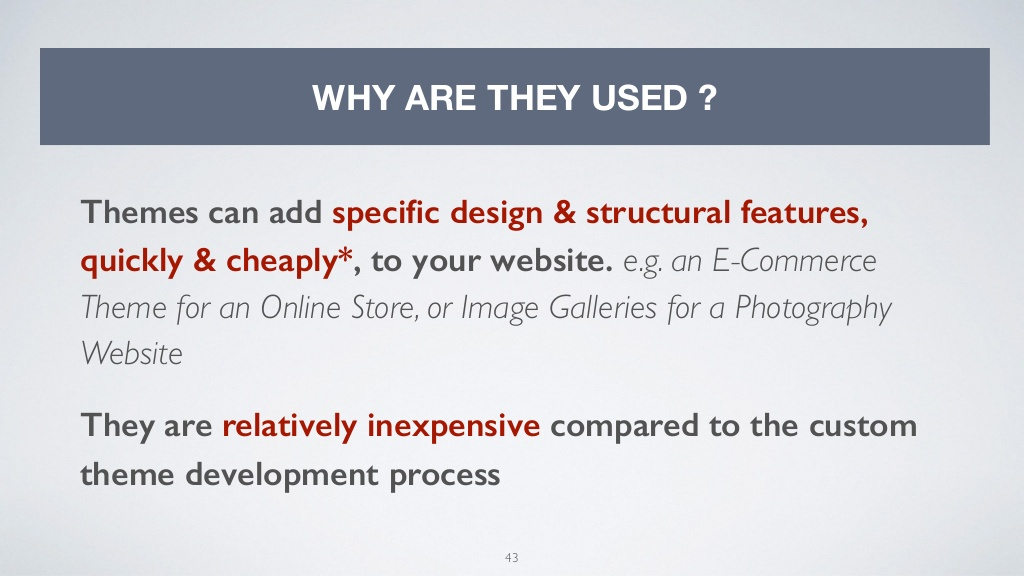 WHY ARE THEY USED ?
Themes can add specific design & structural features,
quickly & cheaply*, to your website. e.g. an E-Commerce
Theme for an Online Store, or Image Galleries for a Photography
Website
They are relatively inexpensive compared to the custom
theme development process
43